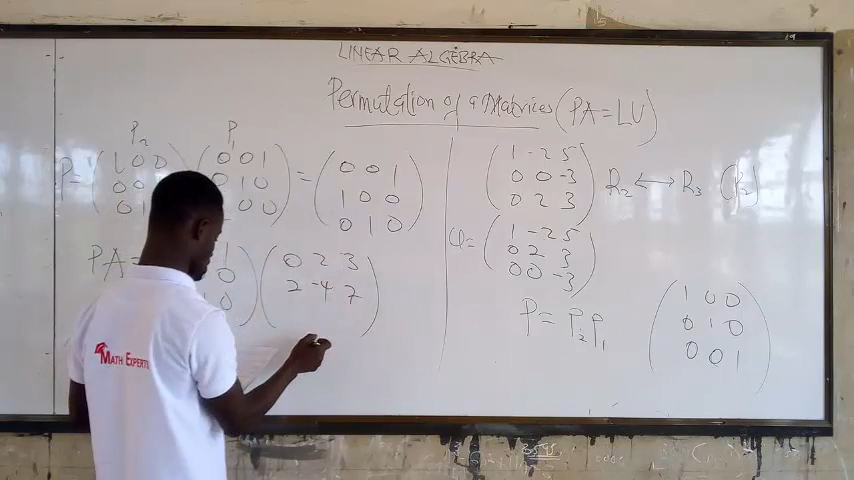 LINEAR ALGEBRA
Permutation of a Matrices (PA = LU)
P2 P1
P = (1 0 0 (0 0 1 = (0 0 1
0 0 1 0 1 0 0
0 1 0 0 0 1 0)
PA = 1 (0 2 3
0 2 -4 7)
1 0
(1 -2 5
0 0 -3 R2 ↔ R3 (P2)
0 2 3)
U = (1 -2 5
0 2 3
0 0 -3)
P = P2P1
(1 0 0
0 1 0
0 0 1)
MATH EXPERTS